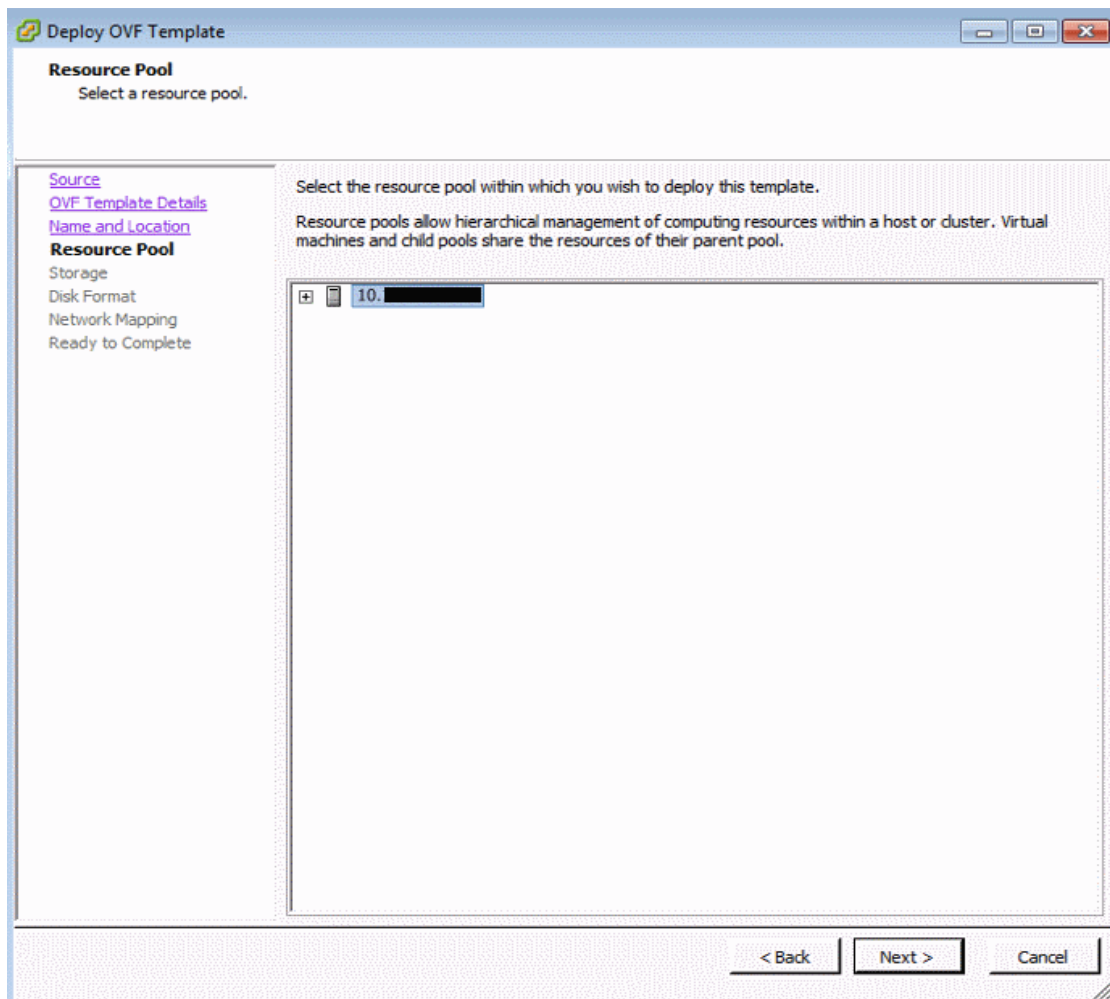 Deploy OVF Template
Resource Pool
Select a resource pool.
Source
OVF Template Details
Name and Location
Resource Pool
Storage
Disk Format
Network Mapping
Ready to Complete
Select the resource pool within which you wish to deploy this template.
Resource pools allow hierarchical management of computing resources within a host or cluster. Virtual
machines and child pools share the resources of their parent pool.
10.
< Back
Next >
Cancel